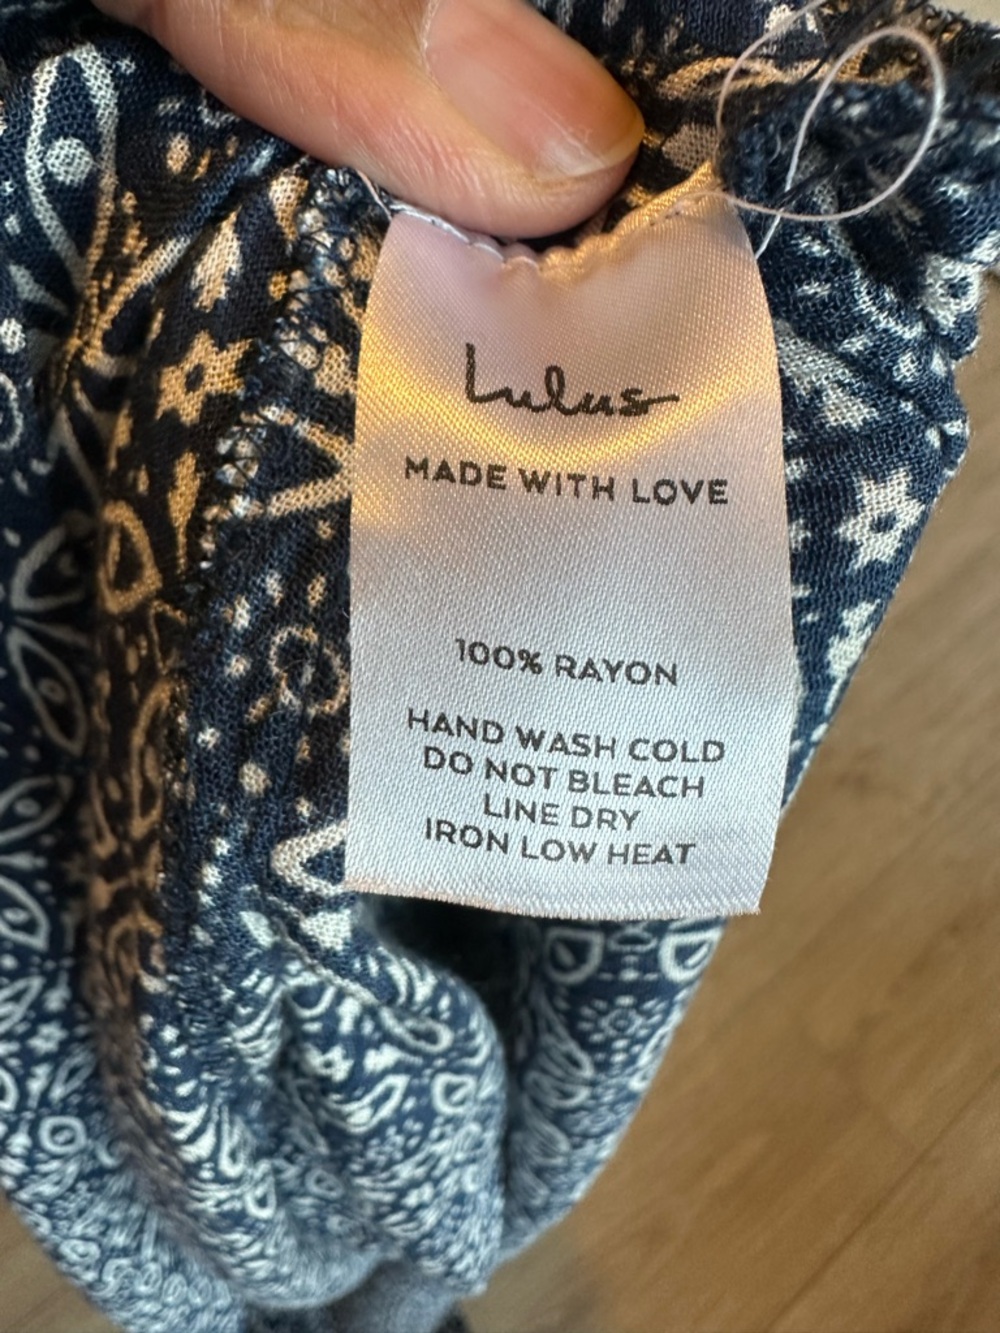 Lulus
MADE WITH LOVE
100% RAYON
HAND WASH COLD
DO NOT BLEACH
LINE DRY
IRON LOW HEAT